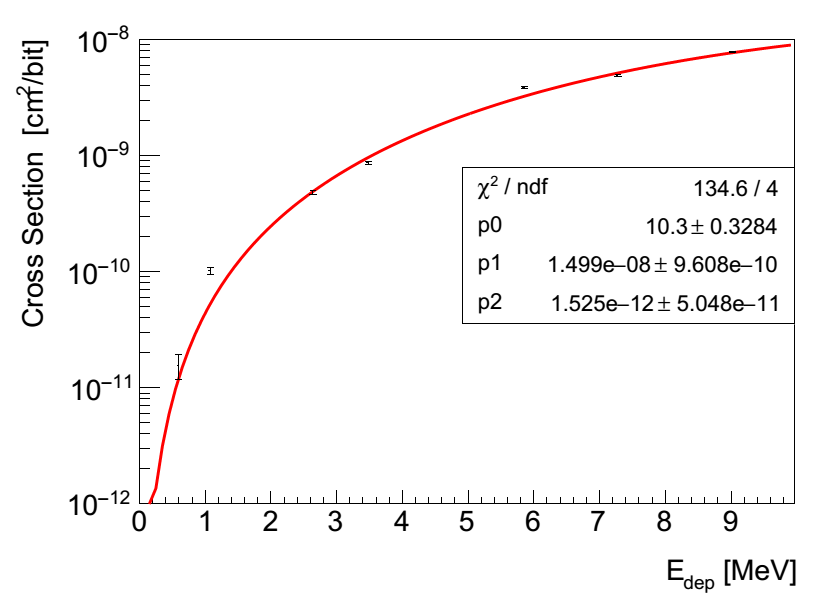 Cross Section [cm²/bit]
10⁻⁸
10⁻⁹
10⁻¹⁰
10⁻¹¹
10⁻¹²
χ² / ndf 134.6 / 4
p0 10.3 ± 0.3284
p1 1.499e−08 ± 9.608e−10
p2 1.525e−12 ± 5.048e−11
0 1 2 3 4 5 6 7 8 9
E_dep [MeV]